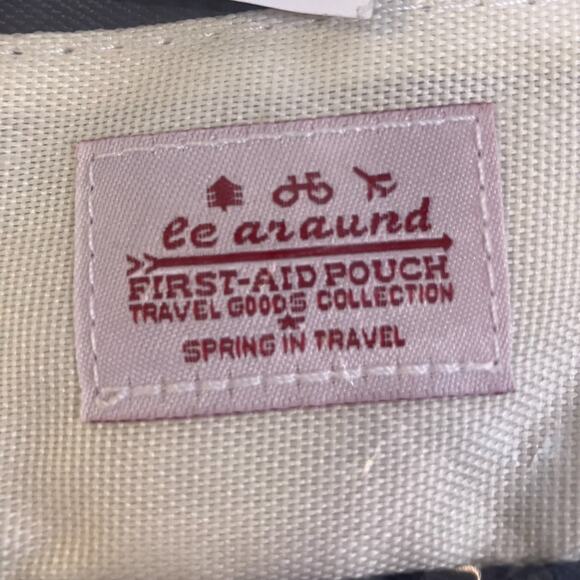 le araund
FIRST-AID POUCH
TRAVEL GOODS COLLECTION
SPRING IN TRAVEL